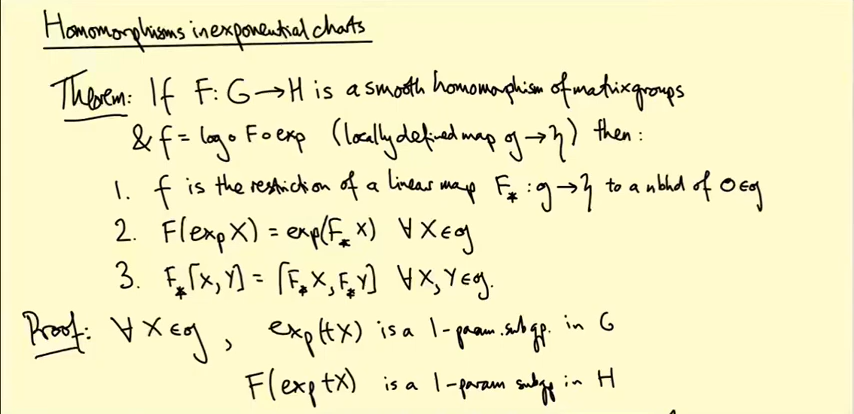 Homomorphisms in exponential charts
Theorem: If F: G → H is a smooth homomorphism of matrix groups
& f = log ∘ F ∘ exp (locally defined map 𝔤 → 𝔥) then:
1. f is the restriction of a linear map F_* : 𝔤 → 𝔥 to a nbhd of 0 ∈ 𝔤
2. F(exp X) = exp(F_* X) ∀ X ∈ 𝔤
3. F_*[X, Y] = [F_*X, F_*Y] ∀ X, Y ∈ 𝔤.
Proof: ∀ X ∈ 𝔤, exp(tX) is a 1-param. subgp. in G
F(exp tX) is a 1-param subgp in H